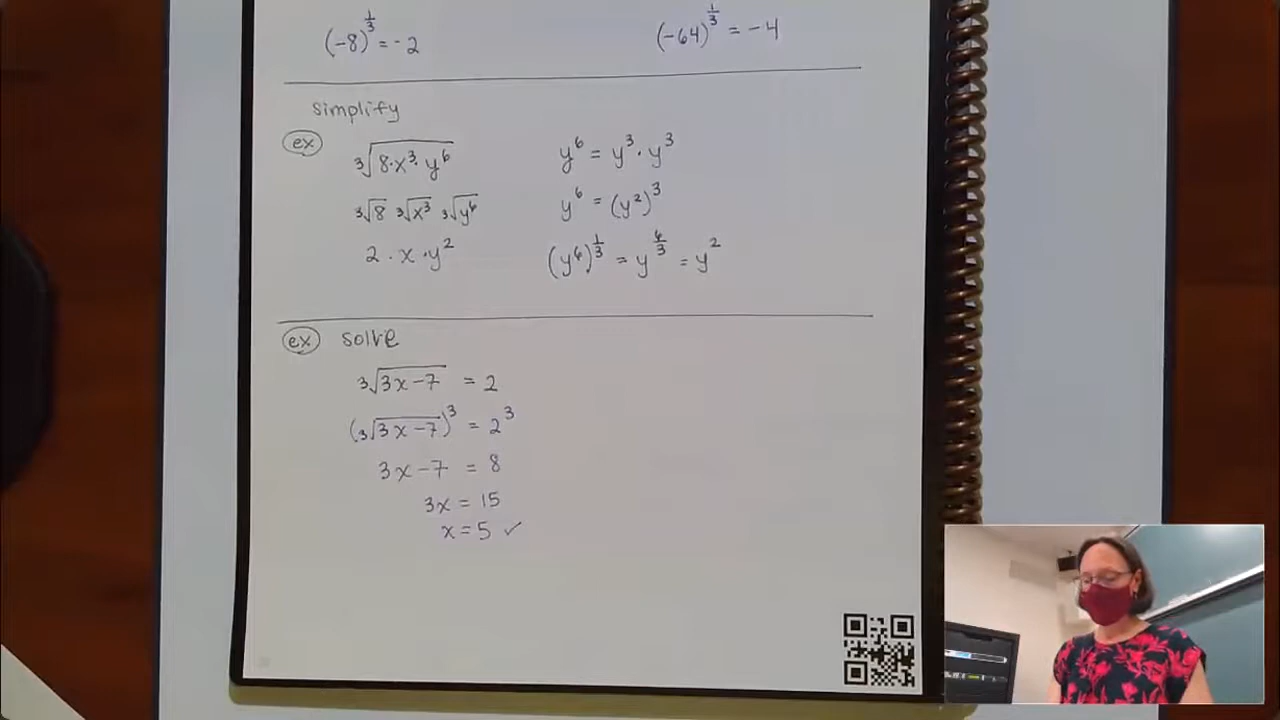 (-8)^(1/3) = -2
(-64)^(1/3) = -4
simplify
ex
∛(8·x³·y⁶)
∛8 ∛x³ ∛y⁶
2 · x · y²
y⁶ = y³ · y³
y⁶ = (y²)³
(y⁶)^(1/3) = y^(6/3) = y²
ex solve
∛(3x-7) = 2
(∛(3x-7))³ = 2³
3x-7 = 8
3x = 15
x = 5 ✓